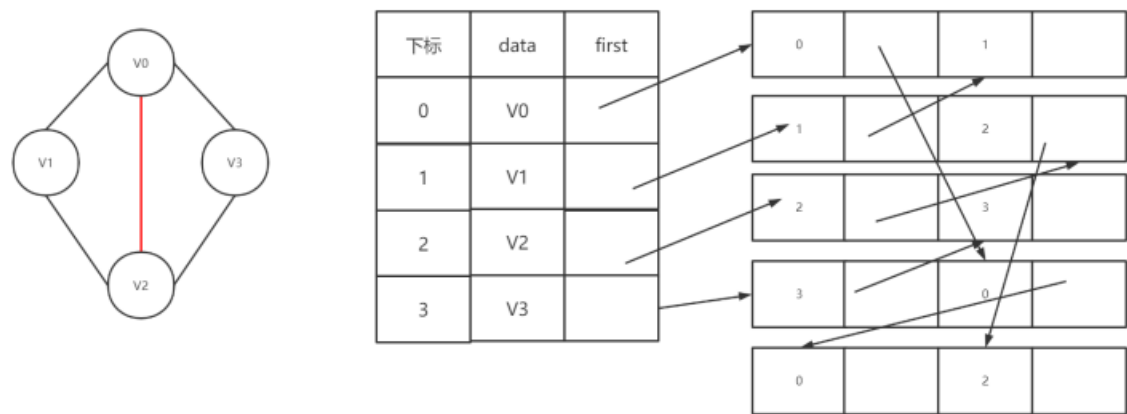 V0
V1
V3
V2
下标 data first
0 V0
1 V1
2 V2
3 V3
0 1
1 2
2 3
3 0
0 2